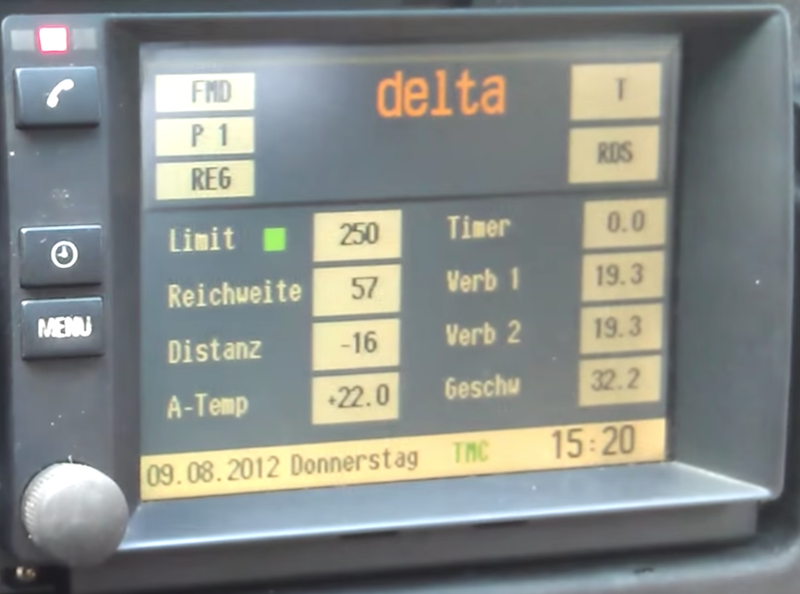 FMD delta T
P 1 RDS
REG
Limit 250 Timer 0.0
Reichweite 57 Verb 1 19.3
Distanz -16 Verb 2 19.3
A-Temp +22.0 Geschw 32.2
09.08.2012 Donnerstag TMC 15:20
MENU